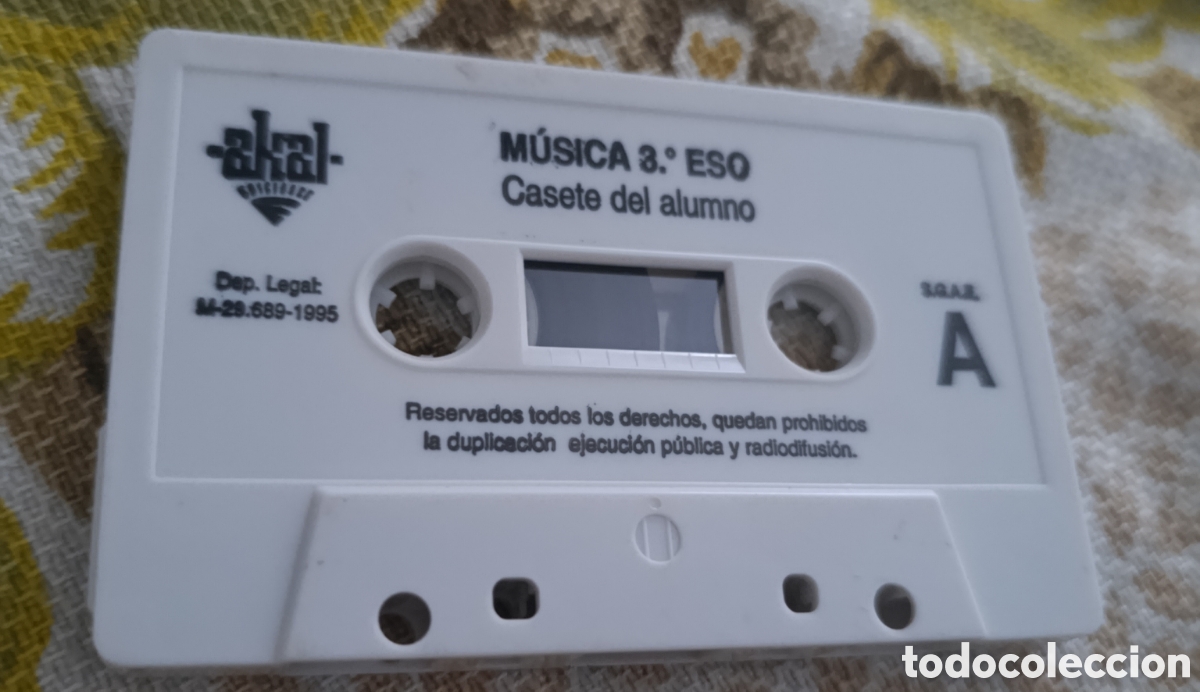 akal
EDICIONES
MÚSICA 3.º ESO
Casete del alumno
Dep. Legal:
M-29.689-1995
S.G.A.E.
A
Reservados todos los derechos, quedan prohibidos
la duplicación ejecución pública y radiodifusión.
todocoleccion